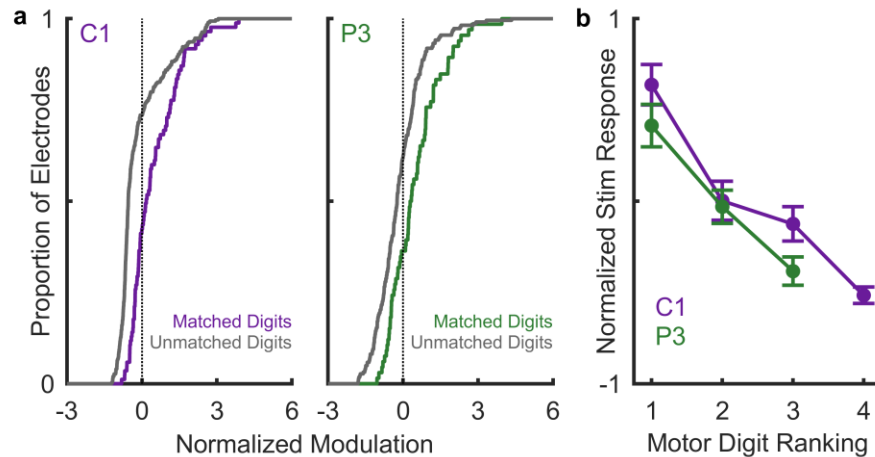 a
C1
P3
b
1
Proportion of Electrodes
0
Matched Digits
Unmatched Digits
Matched Digits
Unmatched Digits
-3 0 3 6
-3 0 3 6
Normalized Modulation
1
Normalized Stim Response
-1
C1
P3
1 2 3 4
Motor Digit Ranking